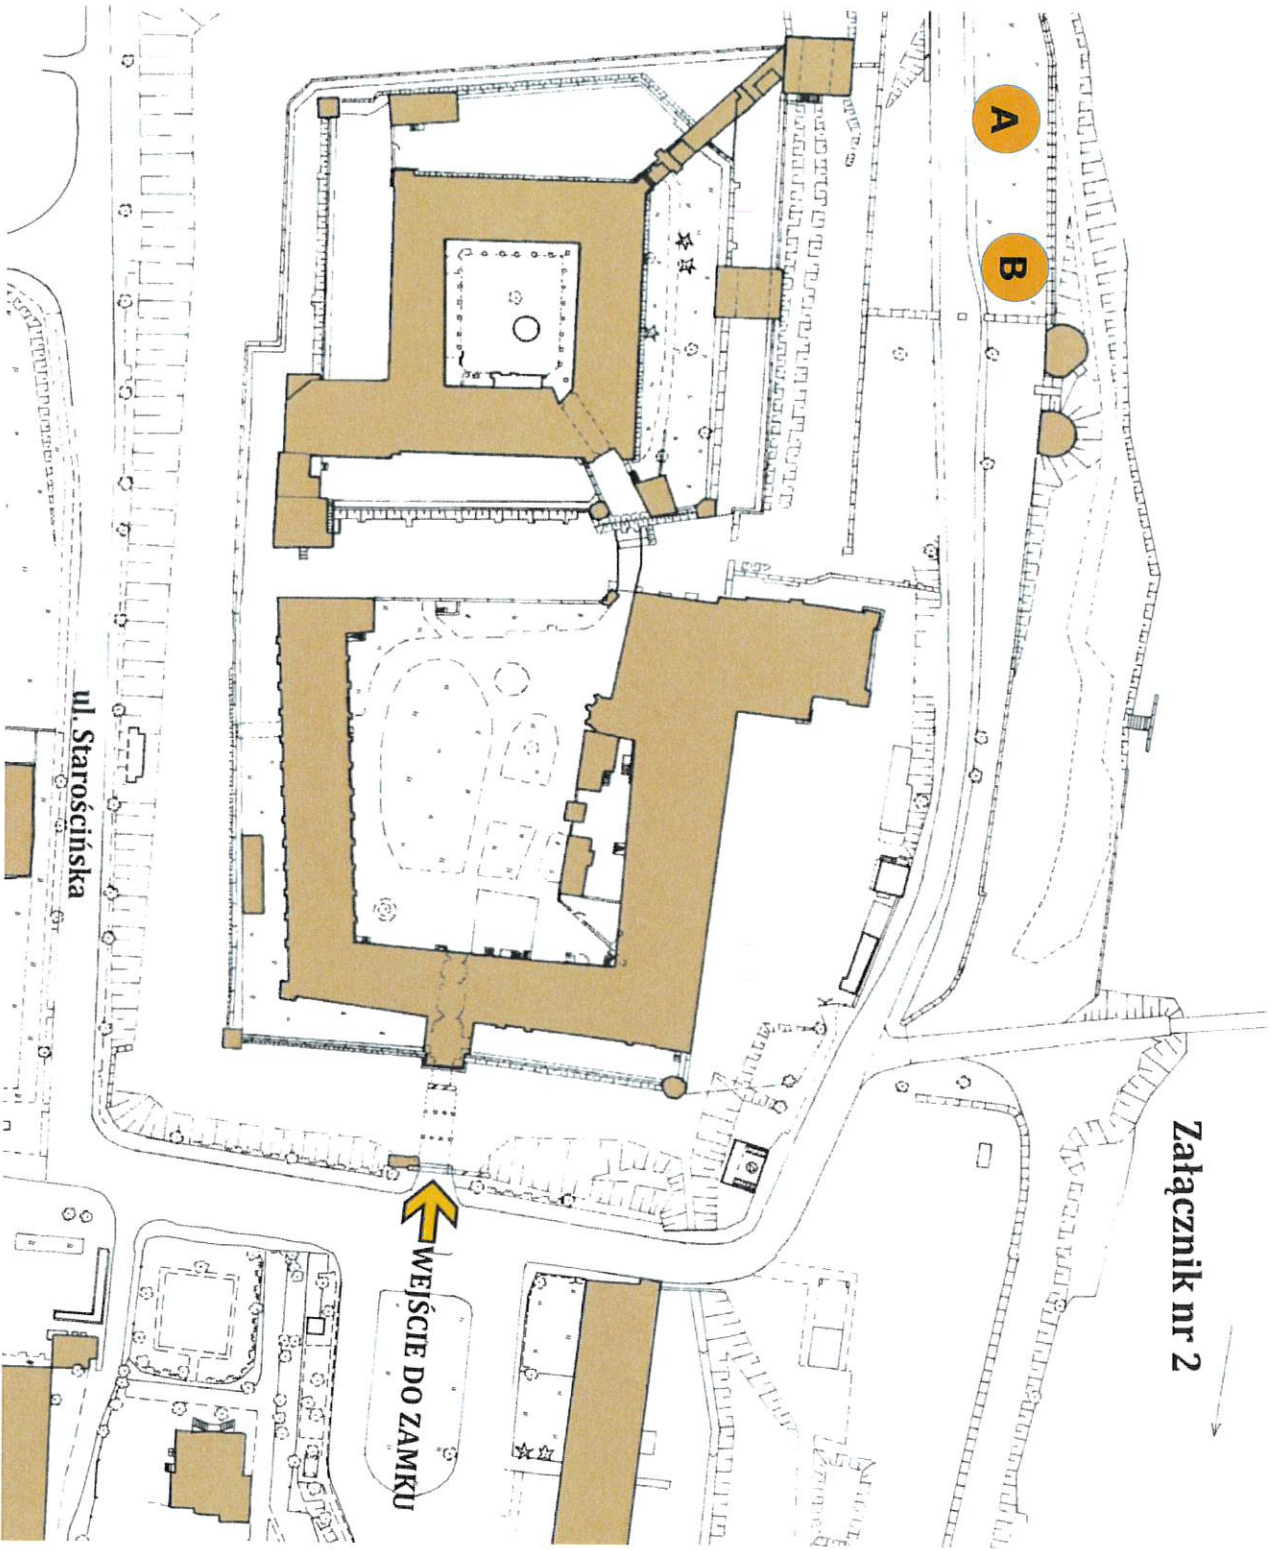 Załącznik nr 2
A
B
ul. Starościńska
WEJŚCIE DO ZAMKU
K